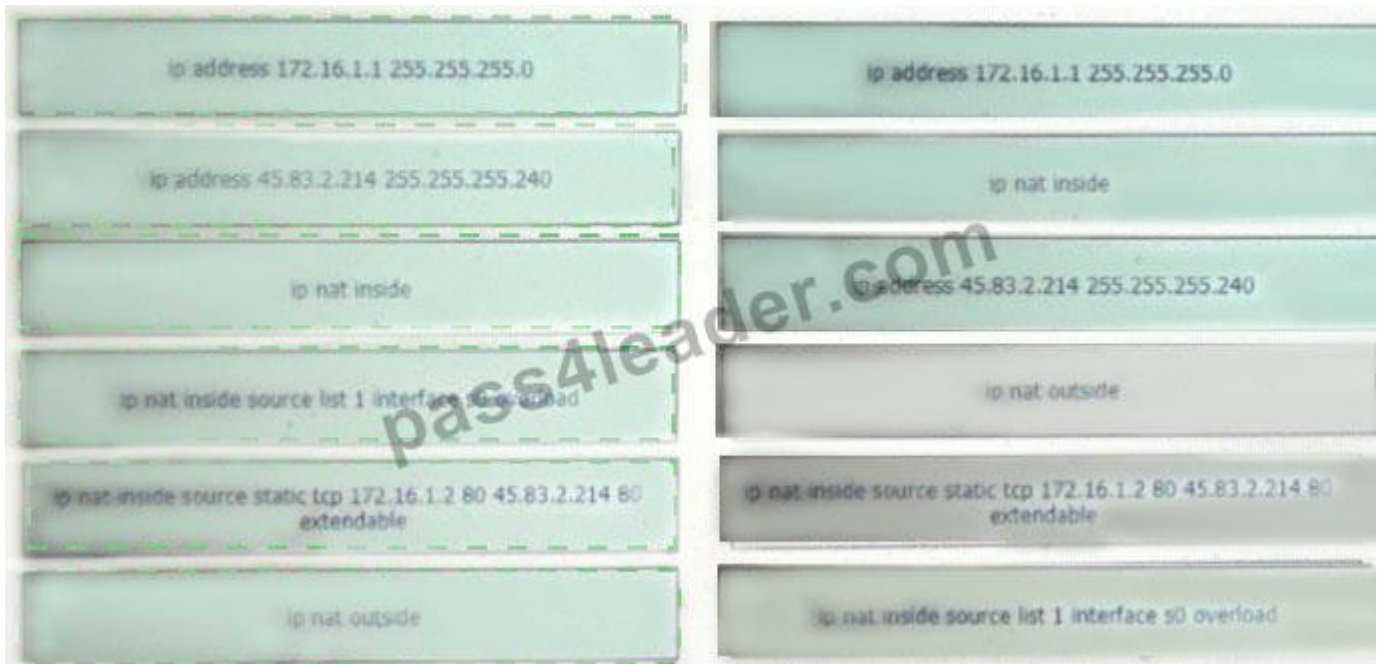 ip address 172.16.1.1 255.255.255.0
ip address 45.83.2.214 255.255.255.240
ip nat inside
ip nat inside source list 1 interface s0 overload
ip nat inside source static tcp 172.16.1.2 80 45.83.2.214 80
extendable
ip nat outside
ip address 172.16.1.1 255.255.255.0
ip nat inside
ip address 45.83.2.214 255.255.255.240
ip nat outside
ip nat inside source static tcp 172.16.1.2 80 45.83.2.214 80
extendable
ip nat inside source list 1 interface s0 overload
pass4leader.com